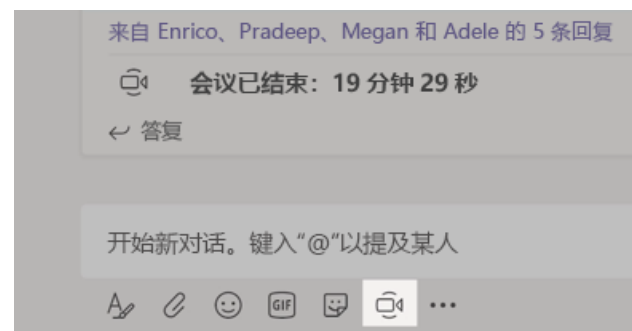 来自 Enrico、Pradeep、Megan 和 Adele 的 5 条回复
会议已结束：19 分钟 29 秒
答复
开始新对话。键入“@”以提及某人
GIF